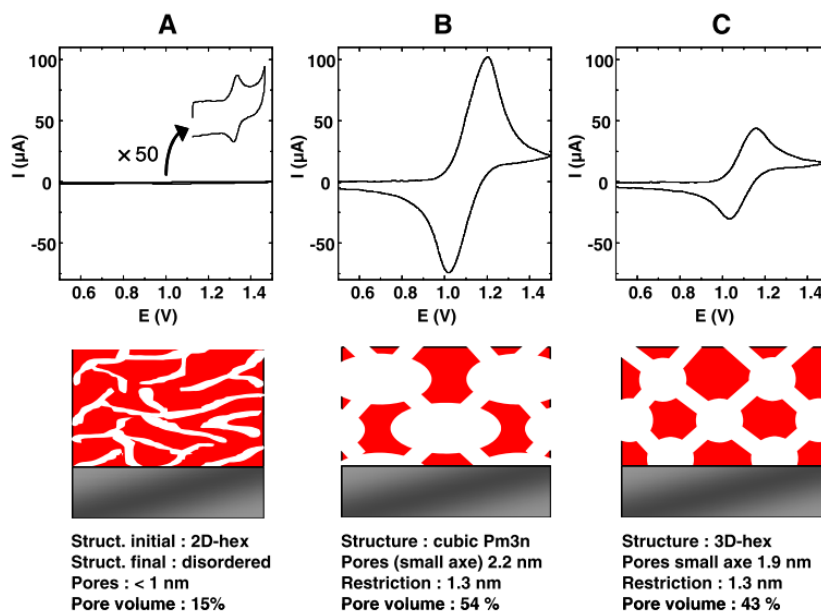 A
B
C
100
50
0
-50
I (µA)
× 50
0.6 0.8 1.0 1.2 1.4
E (V)
100
50
0
-50
I (µA)
0.6 0.8 1.0 1.2 1.4
E (V)
100
50
0
-50
I (µA)
0.6 0.8 1.0 1.2 1.4
E (V)
Struct. initial : 2D-hex
Struct. final : disordered
Pores : < 1 nm
Pore volume : 15%
Structure : cubic Pm3n
Pores (small axe) 2.2 nm
Restriction : 1.3 nm
Pore volume : 54 %
Structure : 3D-hex
Pores small axe 1.9 nm
Restriction : 1.3 nm
Pore volume : 43 %